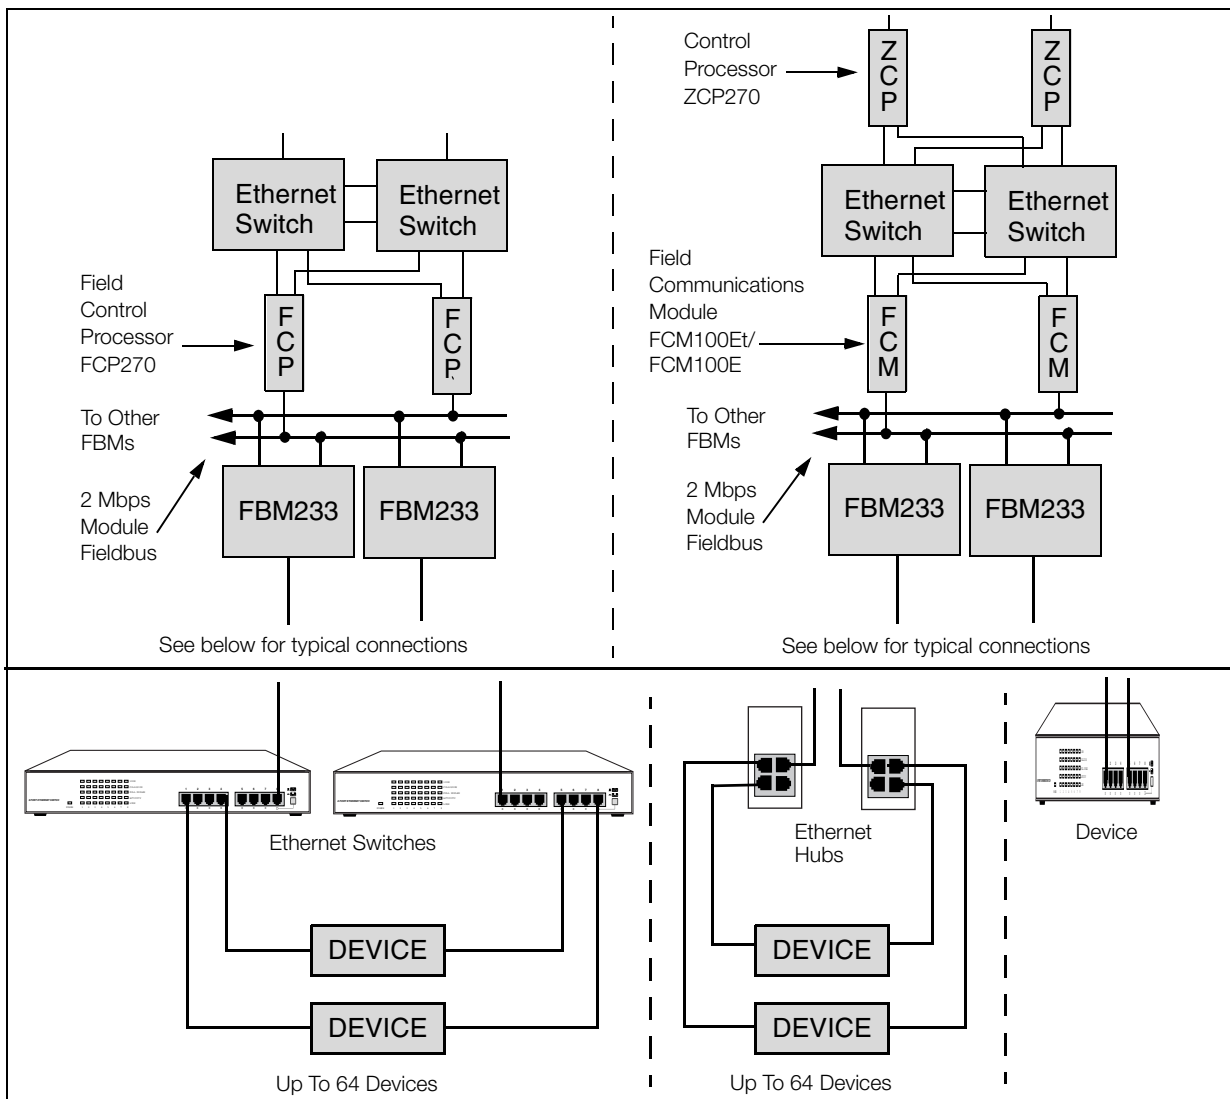 Ethernet
Switch
Ethernet
Switch
Field
Control
Processor
FCP270
F
C
P
F
C
P
To Other
FBMs
2 Mbps
Module
Fieldbus
FBM233
FBM233
See below for typical connections
Control
Processor
ZCP270
Z
C
P
Z
C
P
Ethernet
Switch
Ethernet
Switch
Field
Communications
Module
FCM100Et/
FCM100E
F
C
M
F
C
M
To Other
FBMs
2 Mbps
Module
Fieldbus
FBM233
FBM233
See below for typical connections
Ethernet Switches
DEVICE
DEVICE
Up To 64 Devices
Ethernet
Hubs
DEVICE
DEVICE
Up To 64 Devices
Device